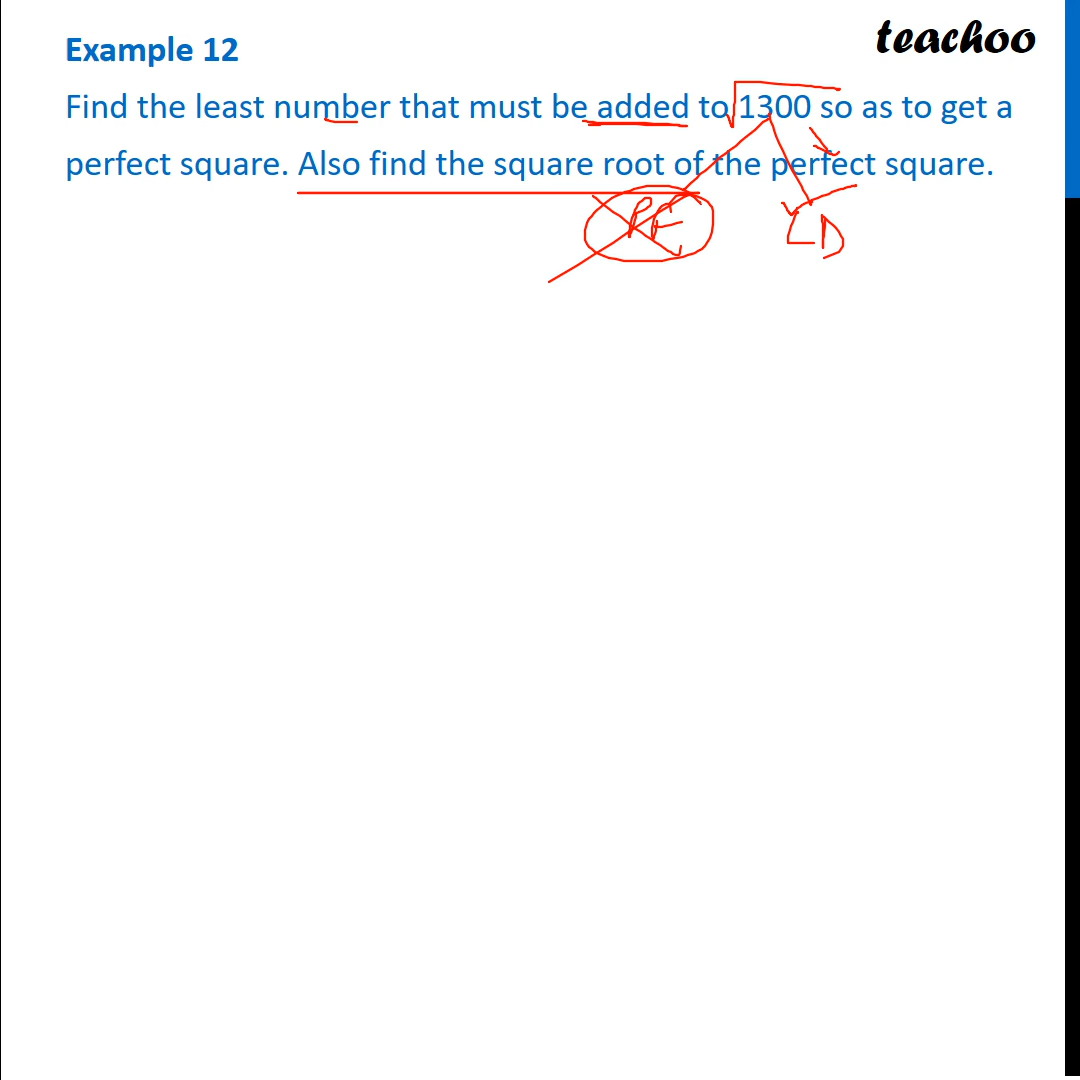 teachoo
Example 12
Find the least number that must be added to 1300 so as to get a
perfect square. Also find the square root of the perfect square.
PF
LD